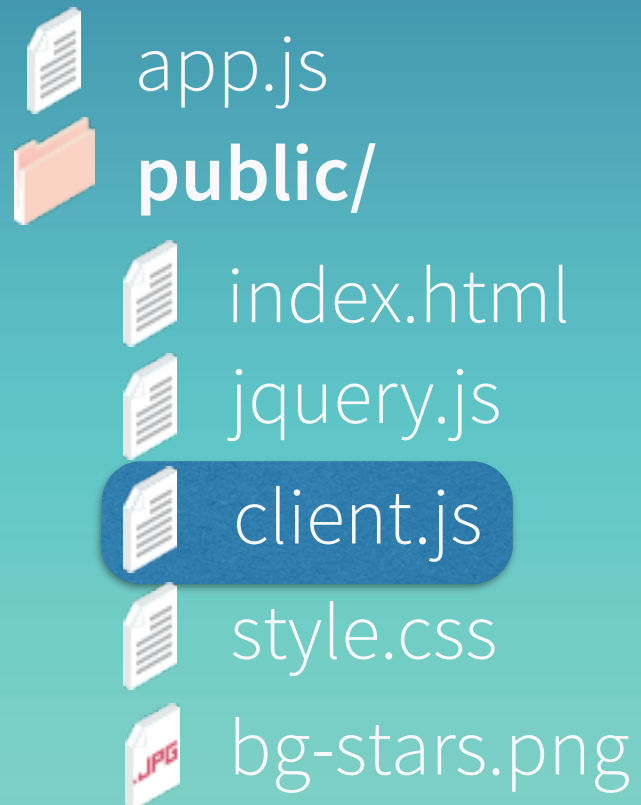 app.js
public/
index.html
jquery.js
client.js
style.css
.JPG
bg-stars.png